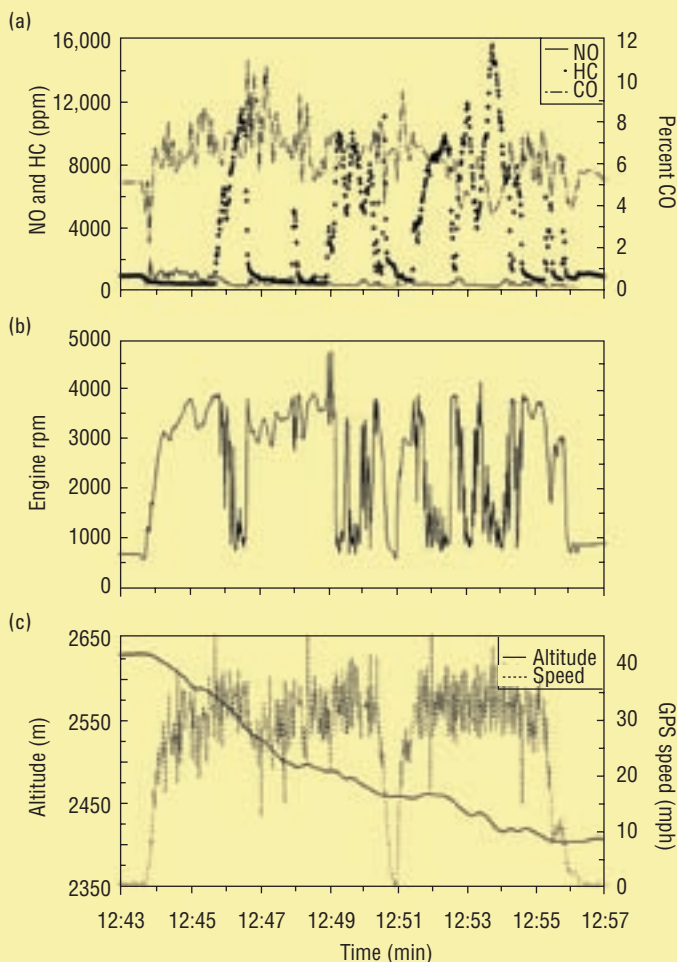 (a)
16,000
12,000
8000
4000
0
NO and HC (ppm)
NO
HC
CO
12
10
8
6
4
2
0
Percent CO
(b)
5000
4000
3000
2000
1000
0
Engine rpm
(c)
2650
2550
2450
2350
Altitude (m)
Altitude
Speed
40
30
20
10
0
GPS speed (mph)
12:43 12:45 12:47 12:49 12:51 12:53 12:55 12:57
Time (min)